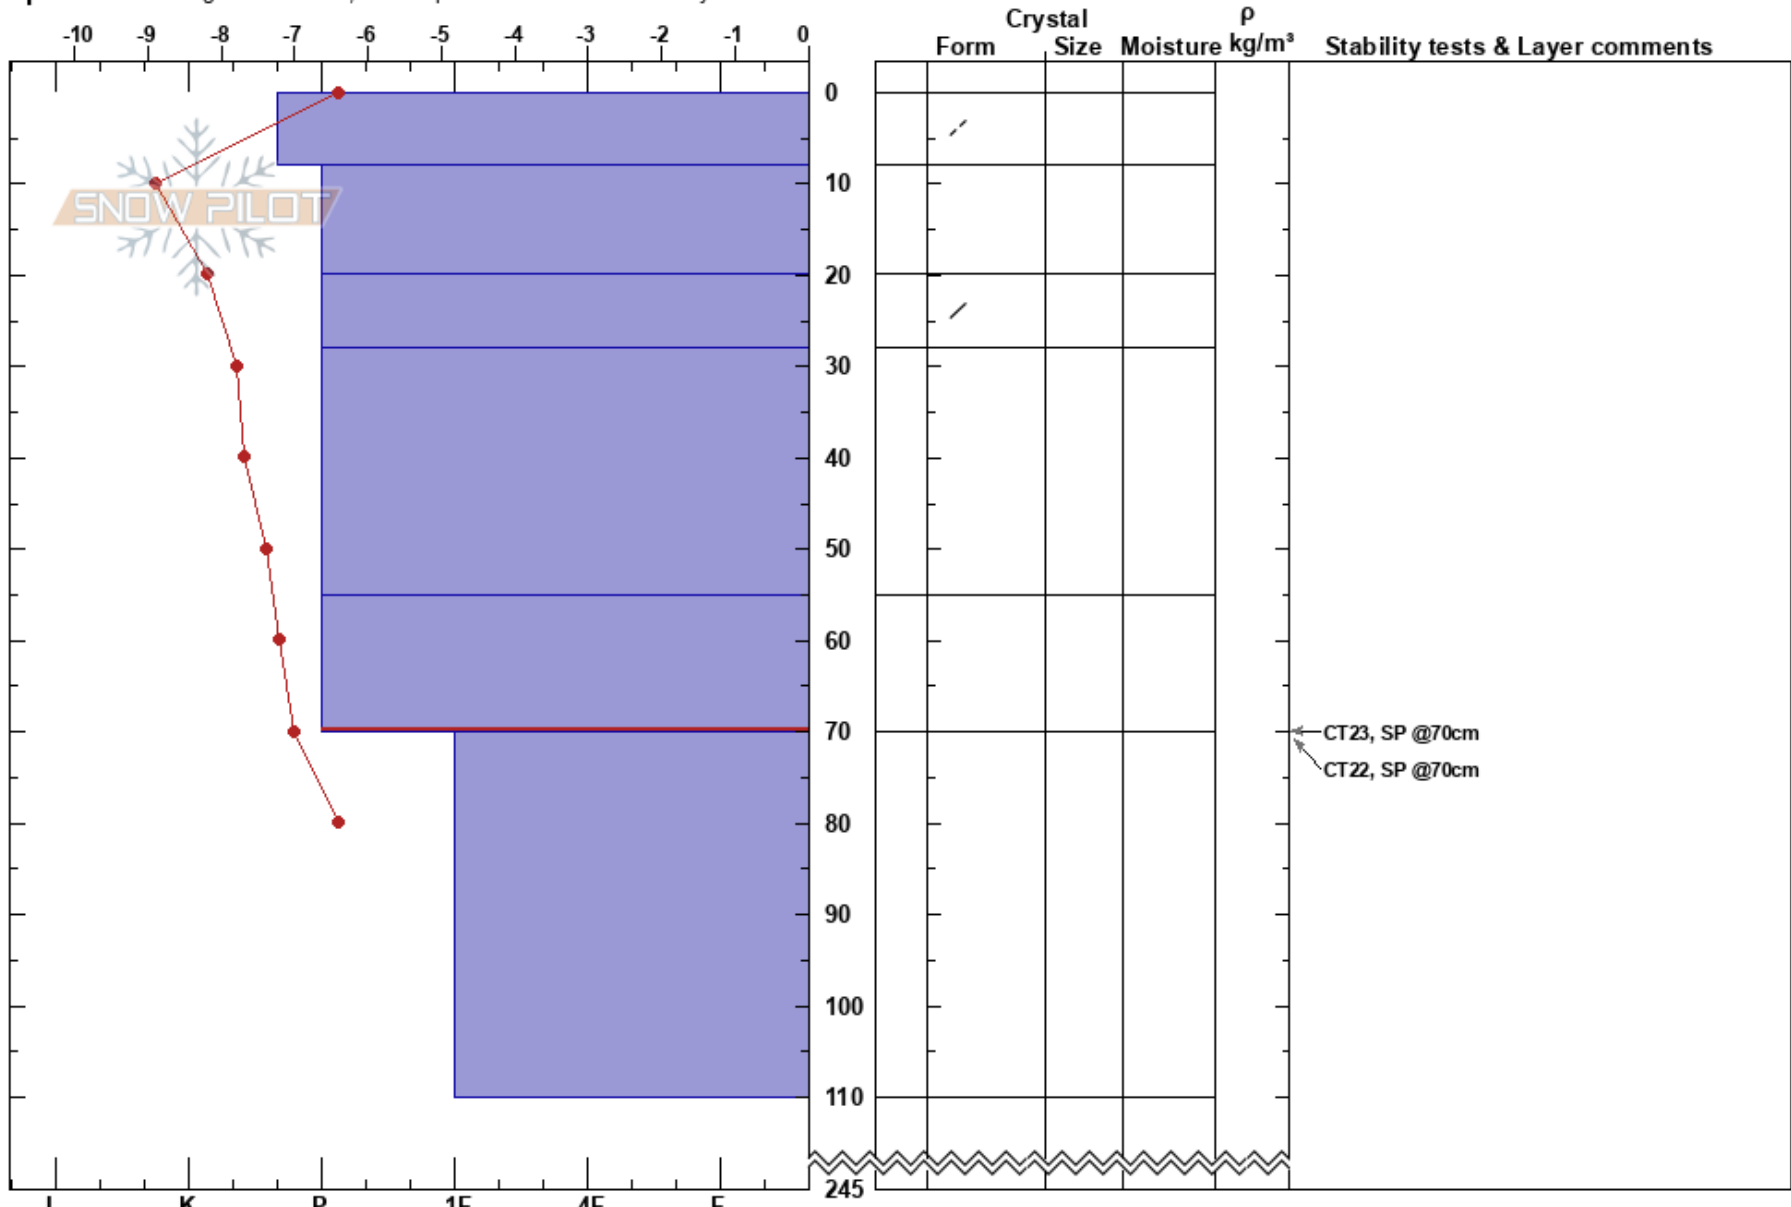 -10 -9 -8 -7 -6 -5 -4 -3 -2 -1 0
Crystal
Form Size Moisture ρ kg/m³ Stability tests & Layer comments
0
10
SNOW PILOT
20
30
40
50
60
70
CT23, SP @70cm
CT22, SP @70cm
80
90
100
110
245
I K P 1F 4F F